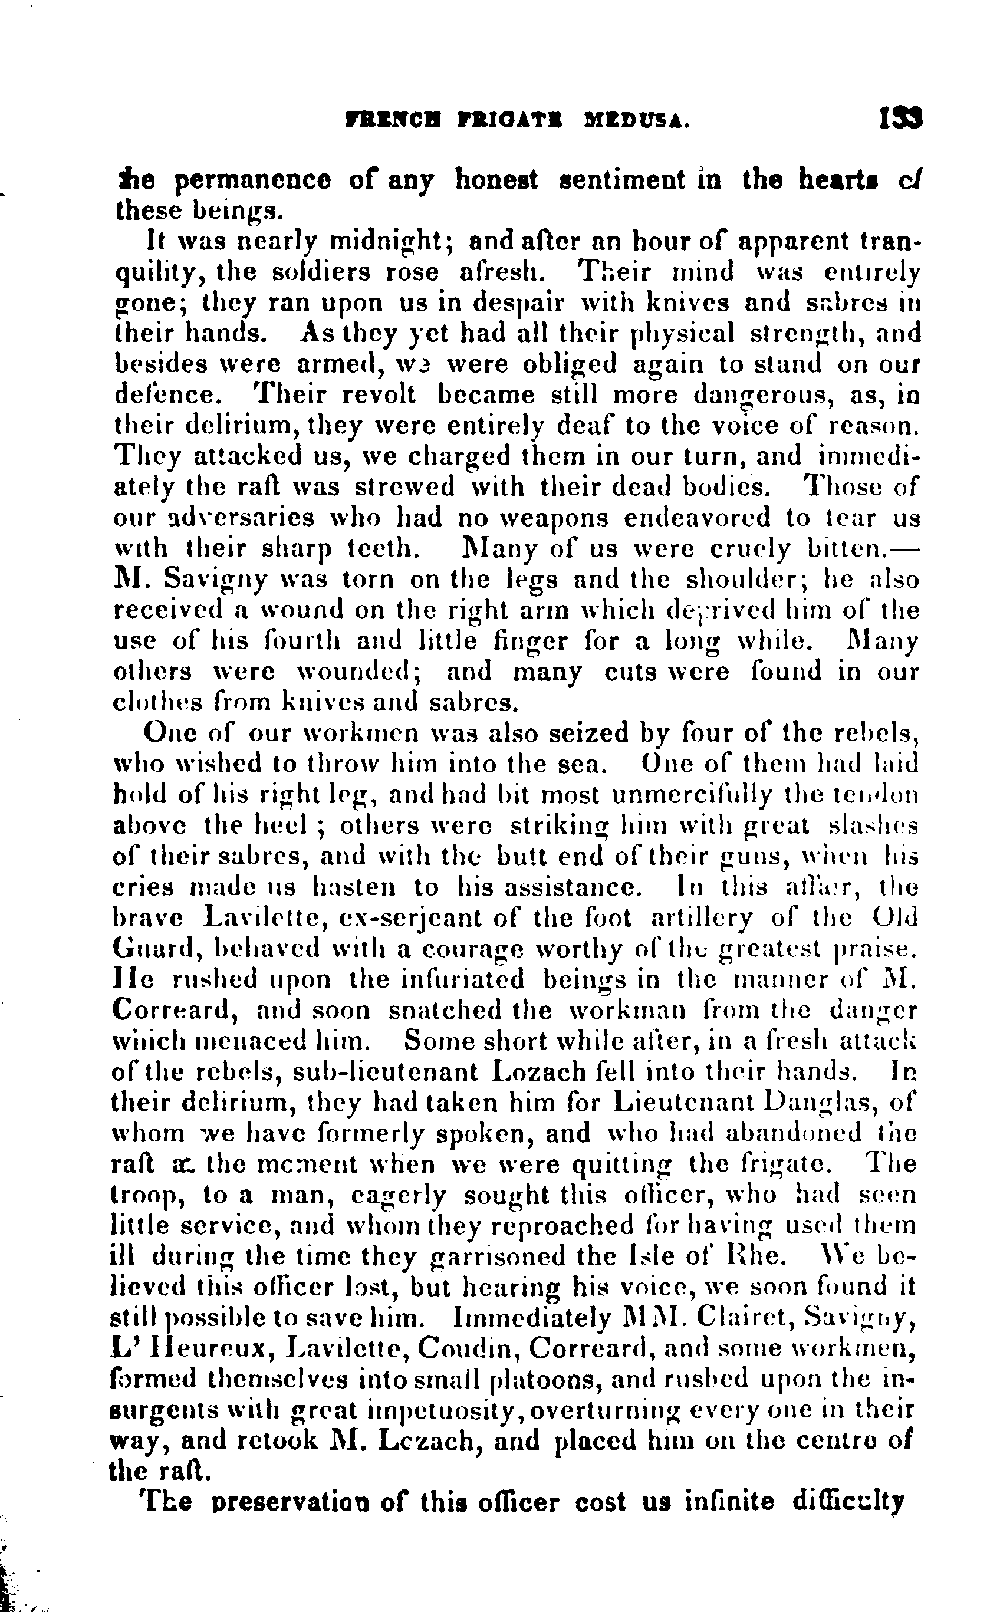 FRENCH FRIGATE MEDUSA. 133
the permanence of any honest sentiment in the hearts of
these beings.
It was nearly midnight; and after an hour of apparent tran-
quility, the soldiers rose afresh. Their mind was entirely
gone; they ran upon us in despair with knives and sabres in
their hands. As they yet had all their physical strength, and
besides were armed, we were obliged again to stand on our
defence. Their revolt became still more dangerous, as, in
their delirium, they were entirely deaf to the voice of reason.
They attacked us, we charged them in our turn, and immedi-
ately the raft was strewed with their dead bodies. Those of
our adversaries who had no weapons endeavored to tear us
with their sharp teeth. Many of us were cruely bitten.—
M. Savigny was torn on the legs and the shoulder; he also
received a wound on the right arm which deprived him of the
use of his fourth and little finger for a long while. Many
others were wounded; and many cuts were found in our
clothes from knives and sabres.
One of our workmen was also seized by four of the rebels,
who wished to throw him into the sea. One of them had laid
hold of his right leg, and had bit most unmercifully the tendon
above the heel; others were striking him with great slashes
of their sabres, and with the butt end of their guns, when his
cries made us hasten to his assistance. In this affair, the
brave Lavilette, ex-serjeant of the foot artillery of the Old
Guard, behaved with a courage worthy of the greatest praise.
He rushed upon the infuriated beings in the manner of M.
Correard, and soon snatched the workman from the danger
which menaced him. Some short while after, in a fresh attack
of the rebels, sub-lieutenant Lozach fell into their hands. In
their delirium, they had taken him for Lieutenant Danglas, of
whom we have formerly spoken, and who had abandoned the
raft at the moment when we were quitting the frigate. The
troop, to a man, eagerly sought this officer, who had seen
little service, and whom they reproached for having used them
ill during the time they garrisoned the Isle of Rhe. We be-
lieved this officer lost, but hearing his voice, we soon found it
still possible to save him. Immediately MM. Clairet, Savigny,
L' Heureux, Lavilette, Coudin, Correard, and some workmen,
formed themselves into small platoons, and rushed upon the in-
surgents with great impetuosity, overturning every one in their
way, and retook M. Lozach, and placed him on the centre of
the raft.
The preservation of this officer cost us infinite difficulty